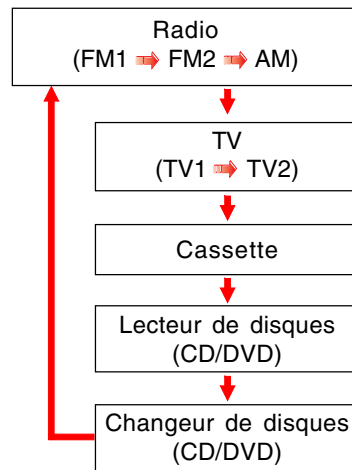 Radio
(FM1 ➡ FM2 ➡ AM)
TV
(TV1 ➡ TV2)
Cassette
Lecteur de disques
(CD/DVD)
Changeur de disques
(CD/DVD)